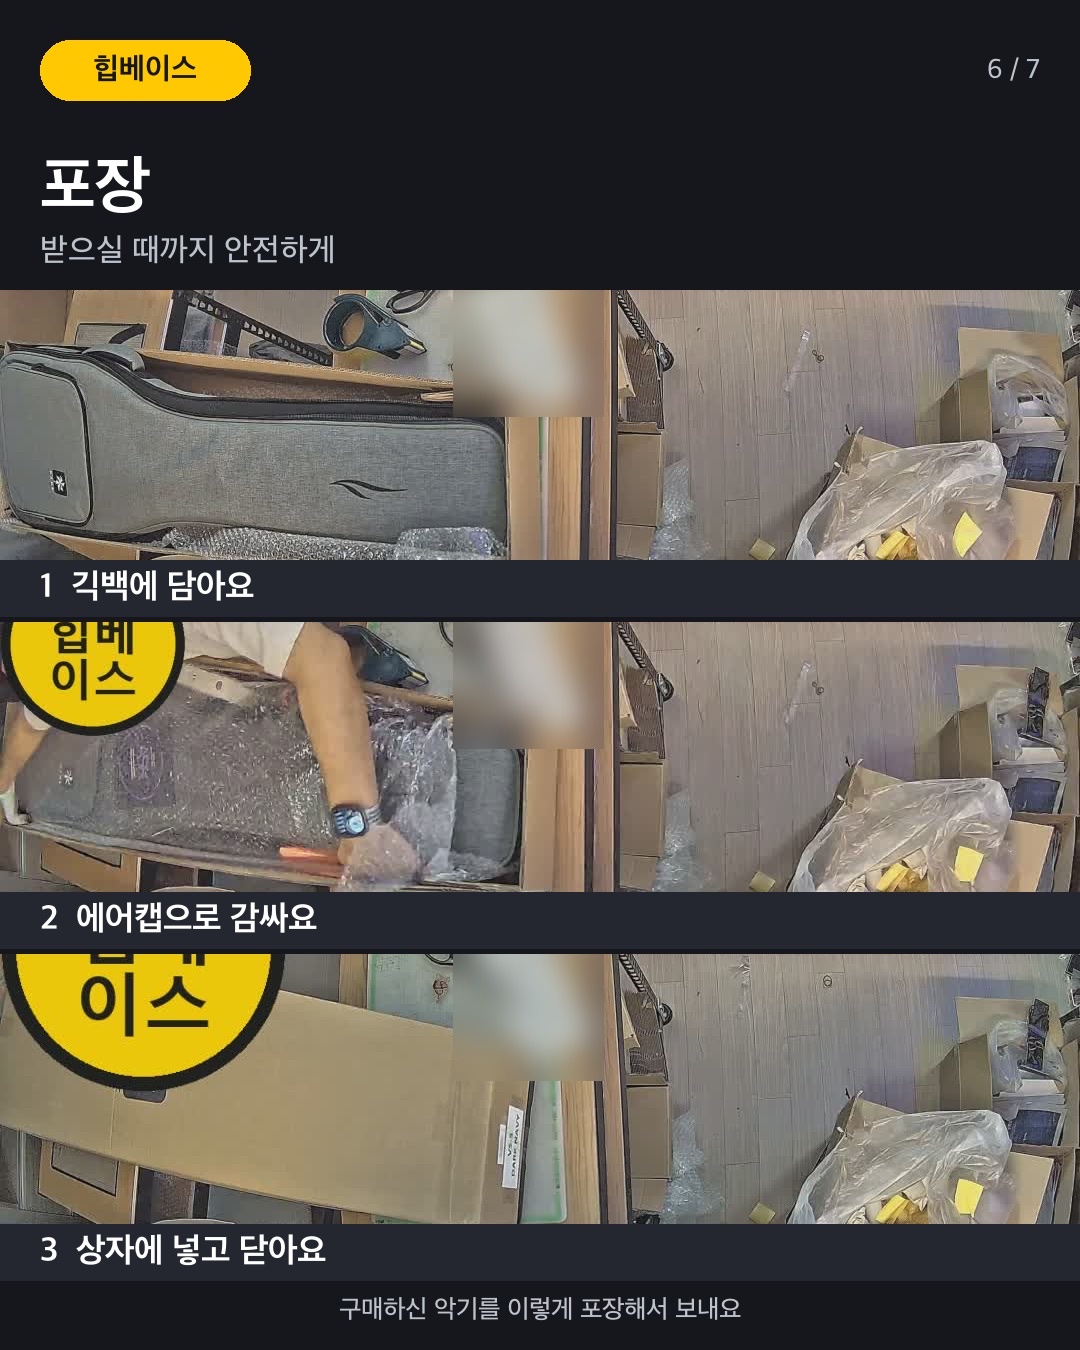 힙베이스
6 / 7
포장
받으실 때까지 안전하게
1 긱백에 담아요
힙베
이스
2 에어캡으로 감싸요
이스
DARK NAVY
3 상자에 넣고 닫아요
구매하신 악기를 이렇게 포장해서 보내요